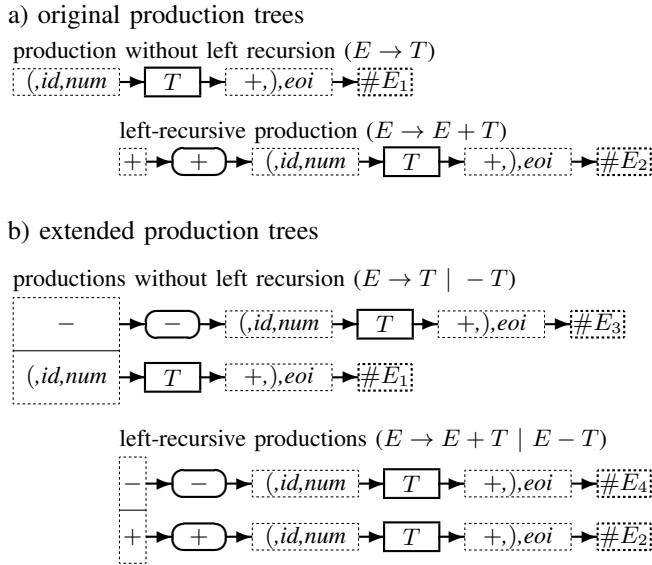 a) original production trees
production without left recursion (E → T)
(,id,num T +,),eoi #E₁
left-recursive production (E → E + T)
+ + (,id,num T +,),eoi #E₂
b) extended production trees
productions without left recursion (E → T | − T)
− − (,id,num T +,),eoi #E₃
(,id,num T +,),eoi #E₁
left-recursive productions (E → E + T | E − T)
− − (,id,num T +,),eoi #E₄
+ + (,id,num T +,),eoi #E₂